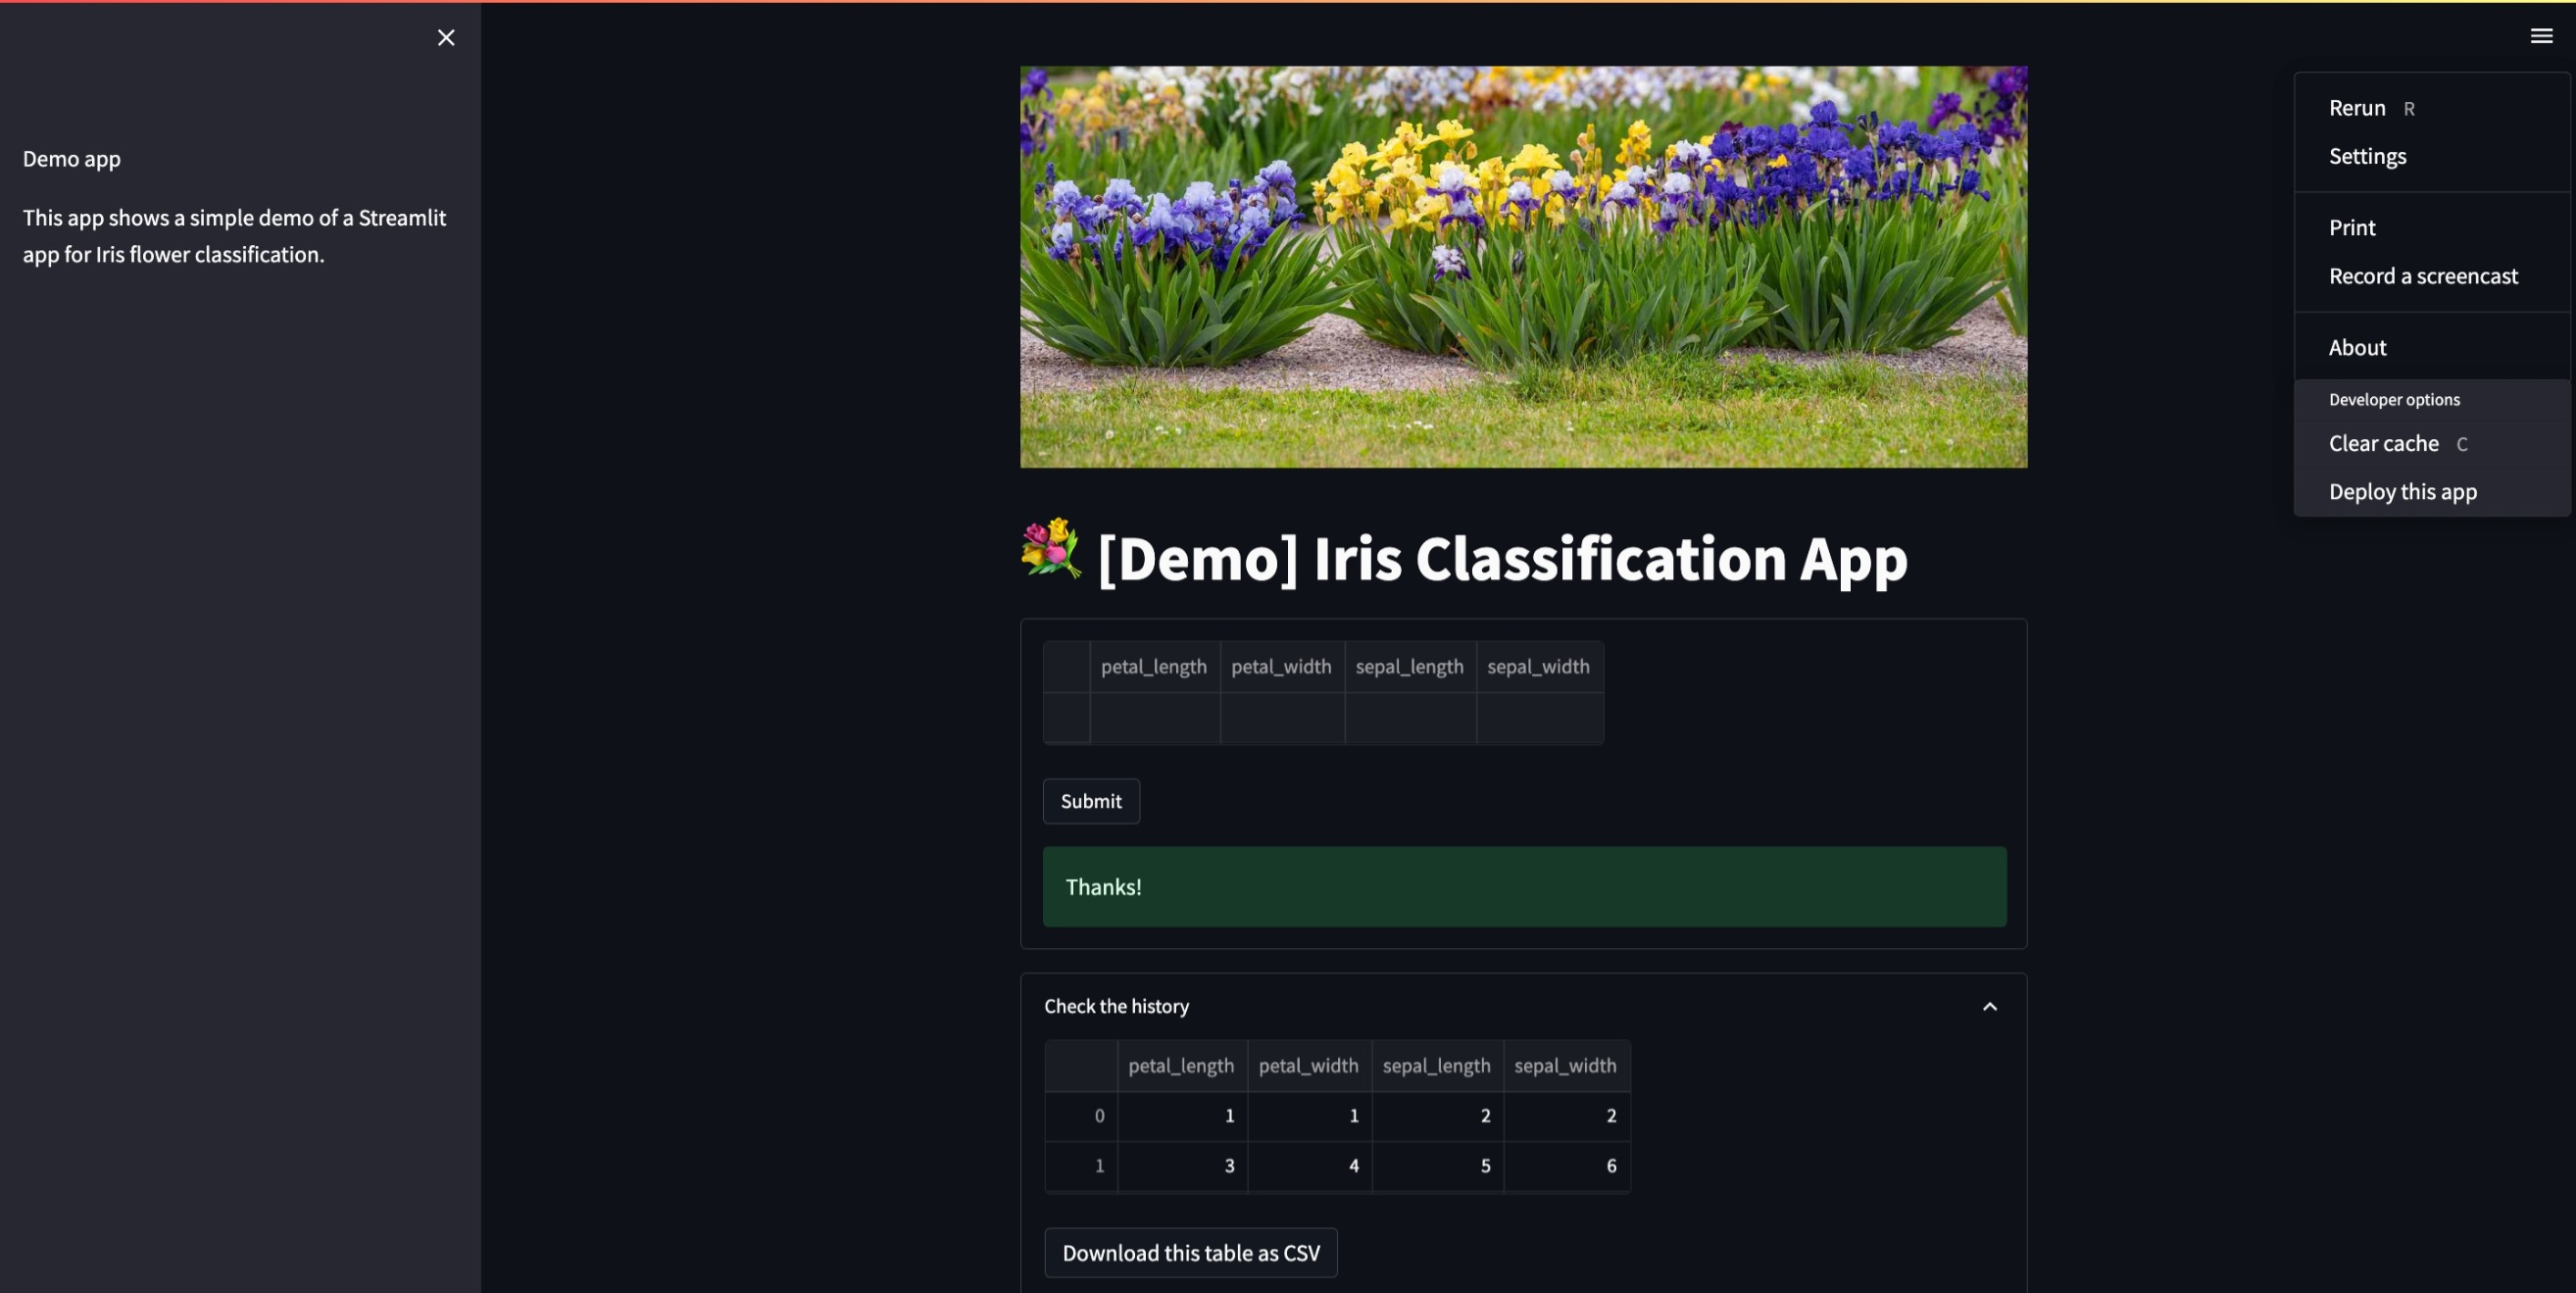 Demo app
This app shows a simple demo of a Streamlit
app for Iris flower classification.
Rerun R
Settings
Print
Record a screencast
About
Developer options
Clear cache C
Deploy this app
[Demo] Iris Classification App
petal_length petal_width sepal_length sepal_width
Submit
Thanks!
Check the history
petal_length petal_width sepal_length sepal_width
0 1 1 2 2
1 3 4 5 6
Download this table as CSV